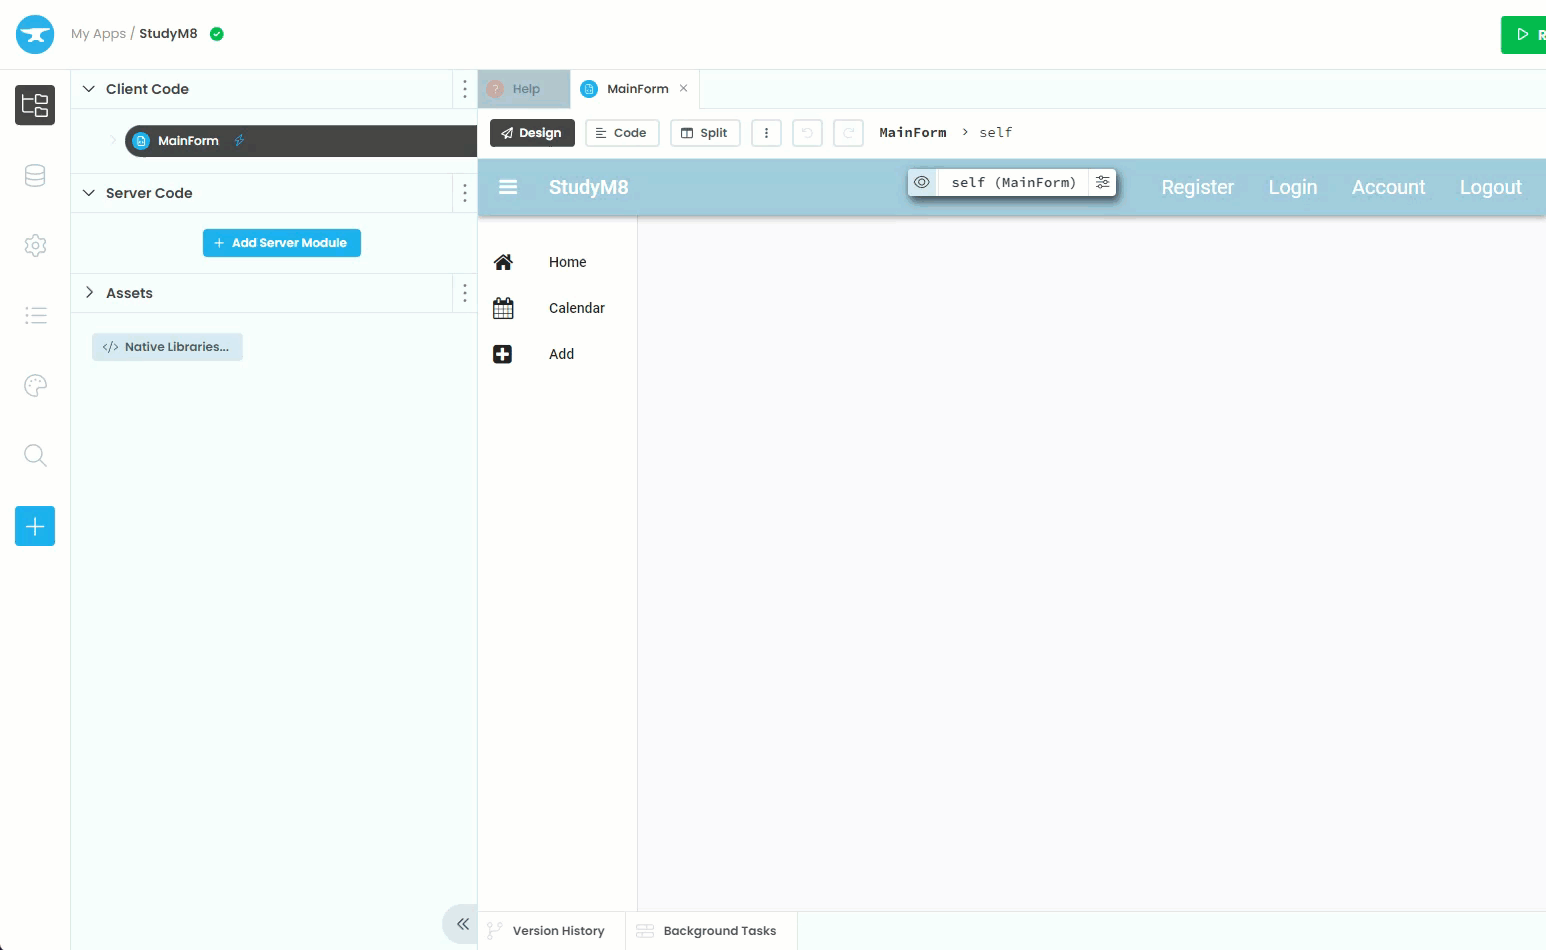 My Apps / StudyM8
R
Client Code
Help
MainForm
MainForm
Design
Code
Split
MainForm > self
Server Code
StudyM8
self (MainForm)
Register
Login
Account
Logout
+ Add Server Module
Home
Assets
Calendar
</> Native Libraries...
Add
Version History
Background Tasks